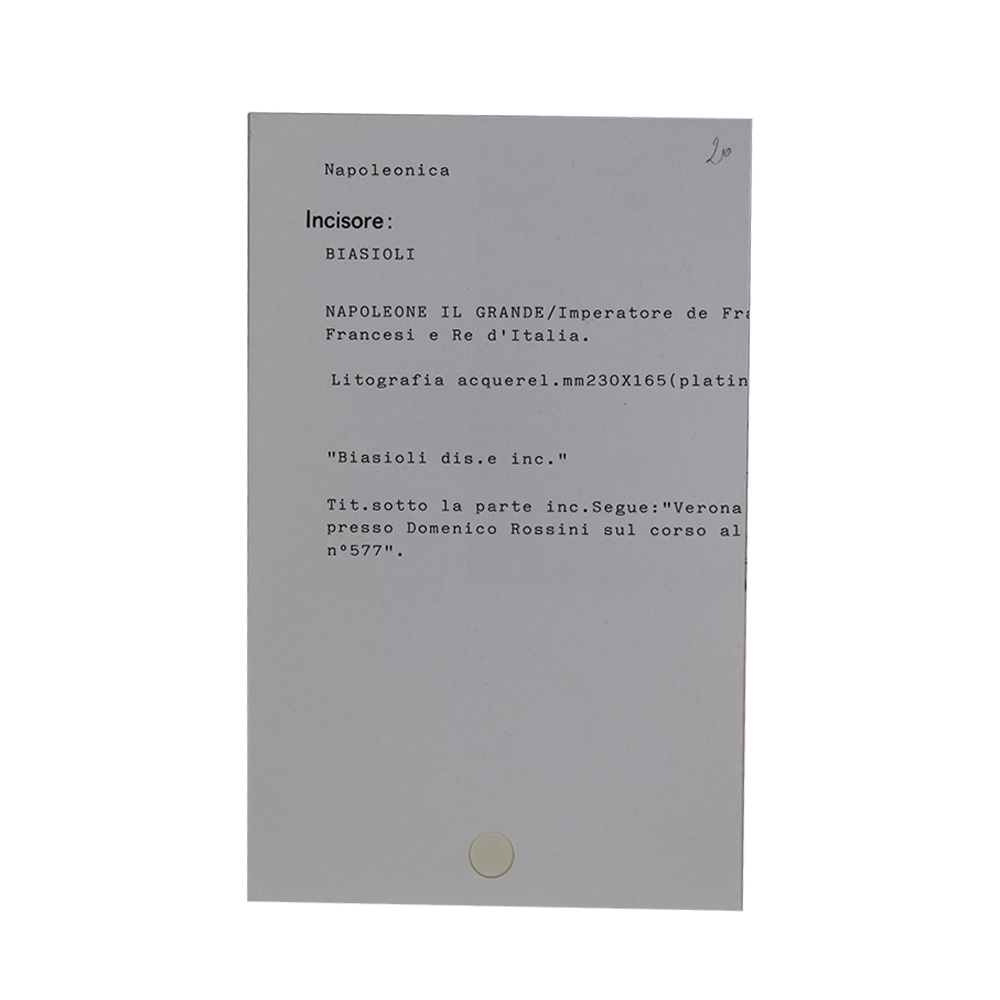 20
Napoleonica
Incisore:
BIASIOLI
NAPOLEONE IL GRANDE/Imperatore de Fra
Francesi e Re d'Italia.
Litografia acquerel.mm230X165(platin
"Biasioli dis.e inc."
Tit.sotto la parte inc.Segue:"Verona
presso Domenico Rossini sul corso al
n°577".